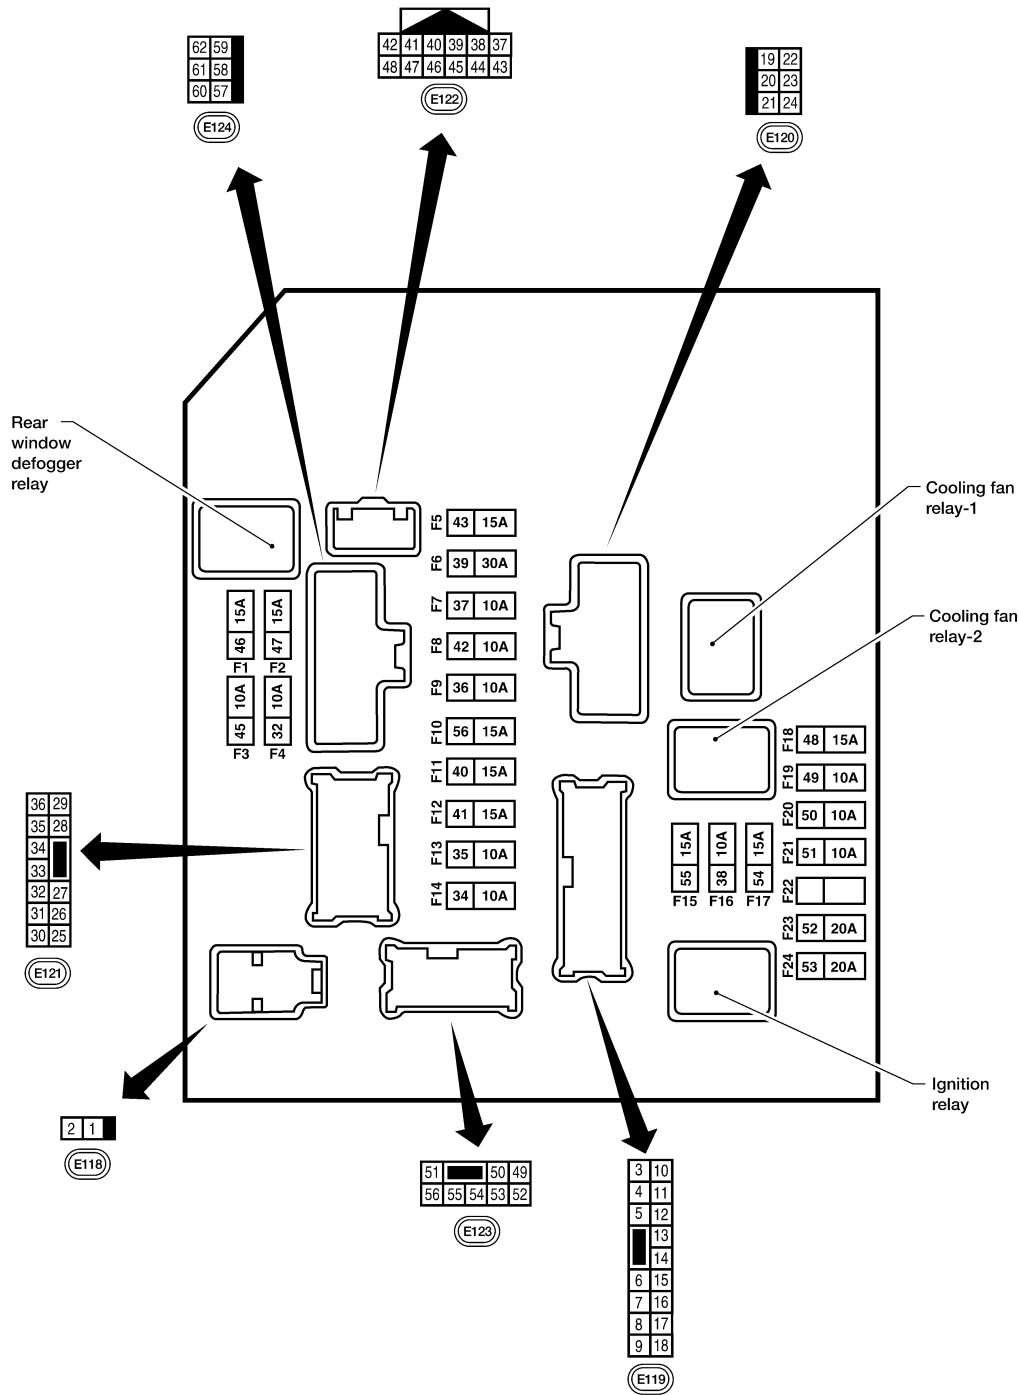 62 59
61 58
60 57
E124
42 41 40 39 38 37
48 47 46 45 44 43
E122
19 22
20 23
21 24
E120
Rear
window
defogger
relay
Cooling fan
relay-1
Cooling fan
relay-2
F5 43 15A
F6 39 30A
F7 37 10A
F8 42 10A
F9 36 10A
F10 56 15A
F11 40 15A
F12 41 15A
F13 35 10A
F14 34 10A
15A 46 F1
15A 47 F2
10A 45 F3
10A 32 F4
F18 48 15A
F19 49 10A
F20 50 10A
F21 51 10A
F22
F23 52 20A
F24 53 20A
15A 55 F15
10A 38 F16
15A 54 F17
36 29
35 28
34
33
32 27
31 26
30 25
E121
Ignition
relay
2 1
E118
51 50 49
56 55 54 53 52
E123
3 10
4 11
5 12
13
14
6 15
7 16
8 17
9 18
E119